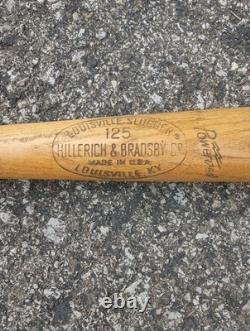 LOUISVILLE SLUGGER
125
HILLERICH & BRADSBY CO
MADE IN U.S.A.
LOUISVILLE, KY.
POWERIZED